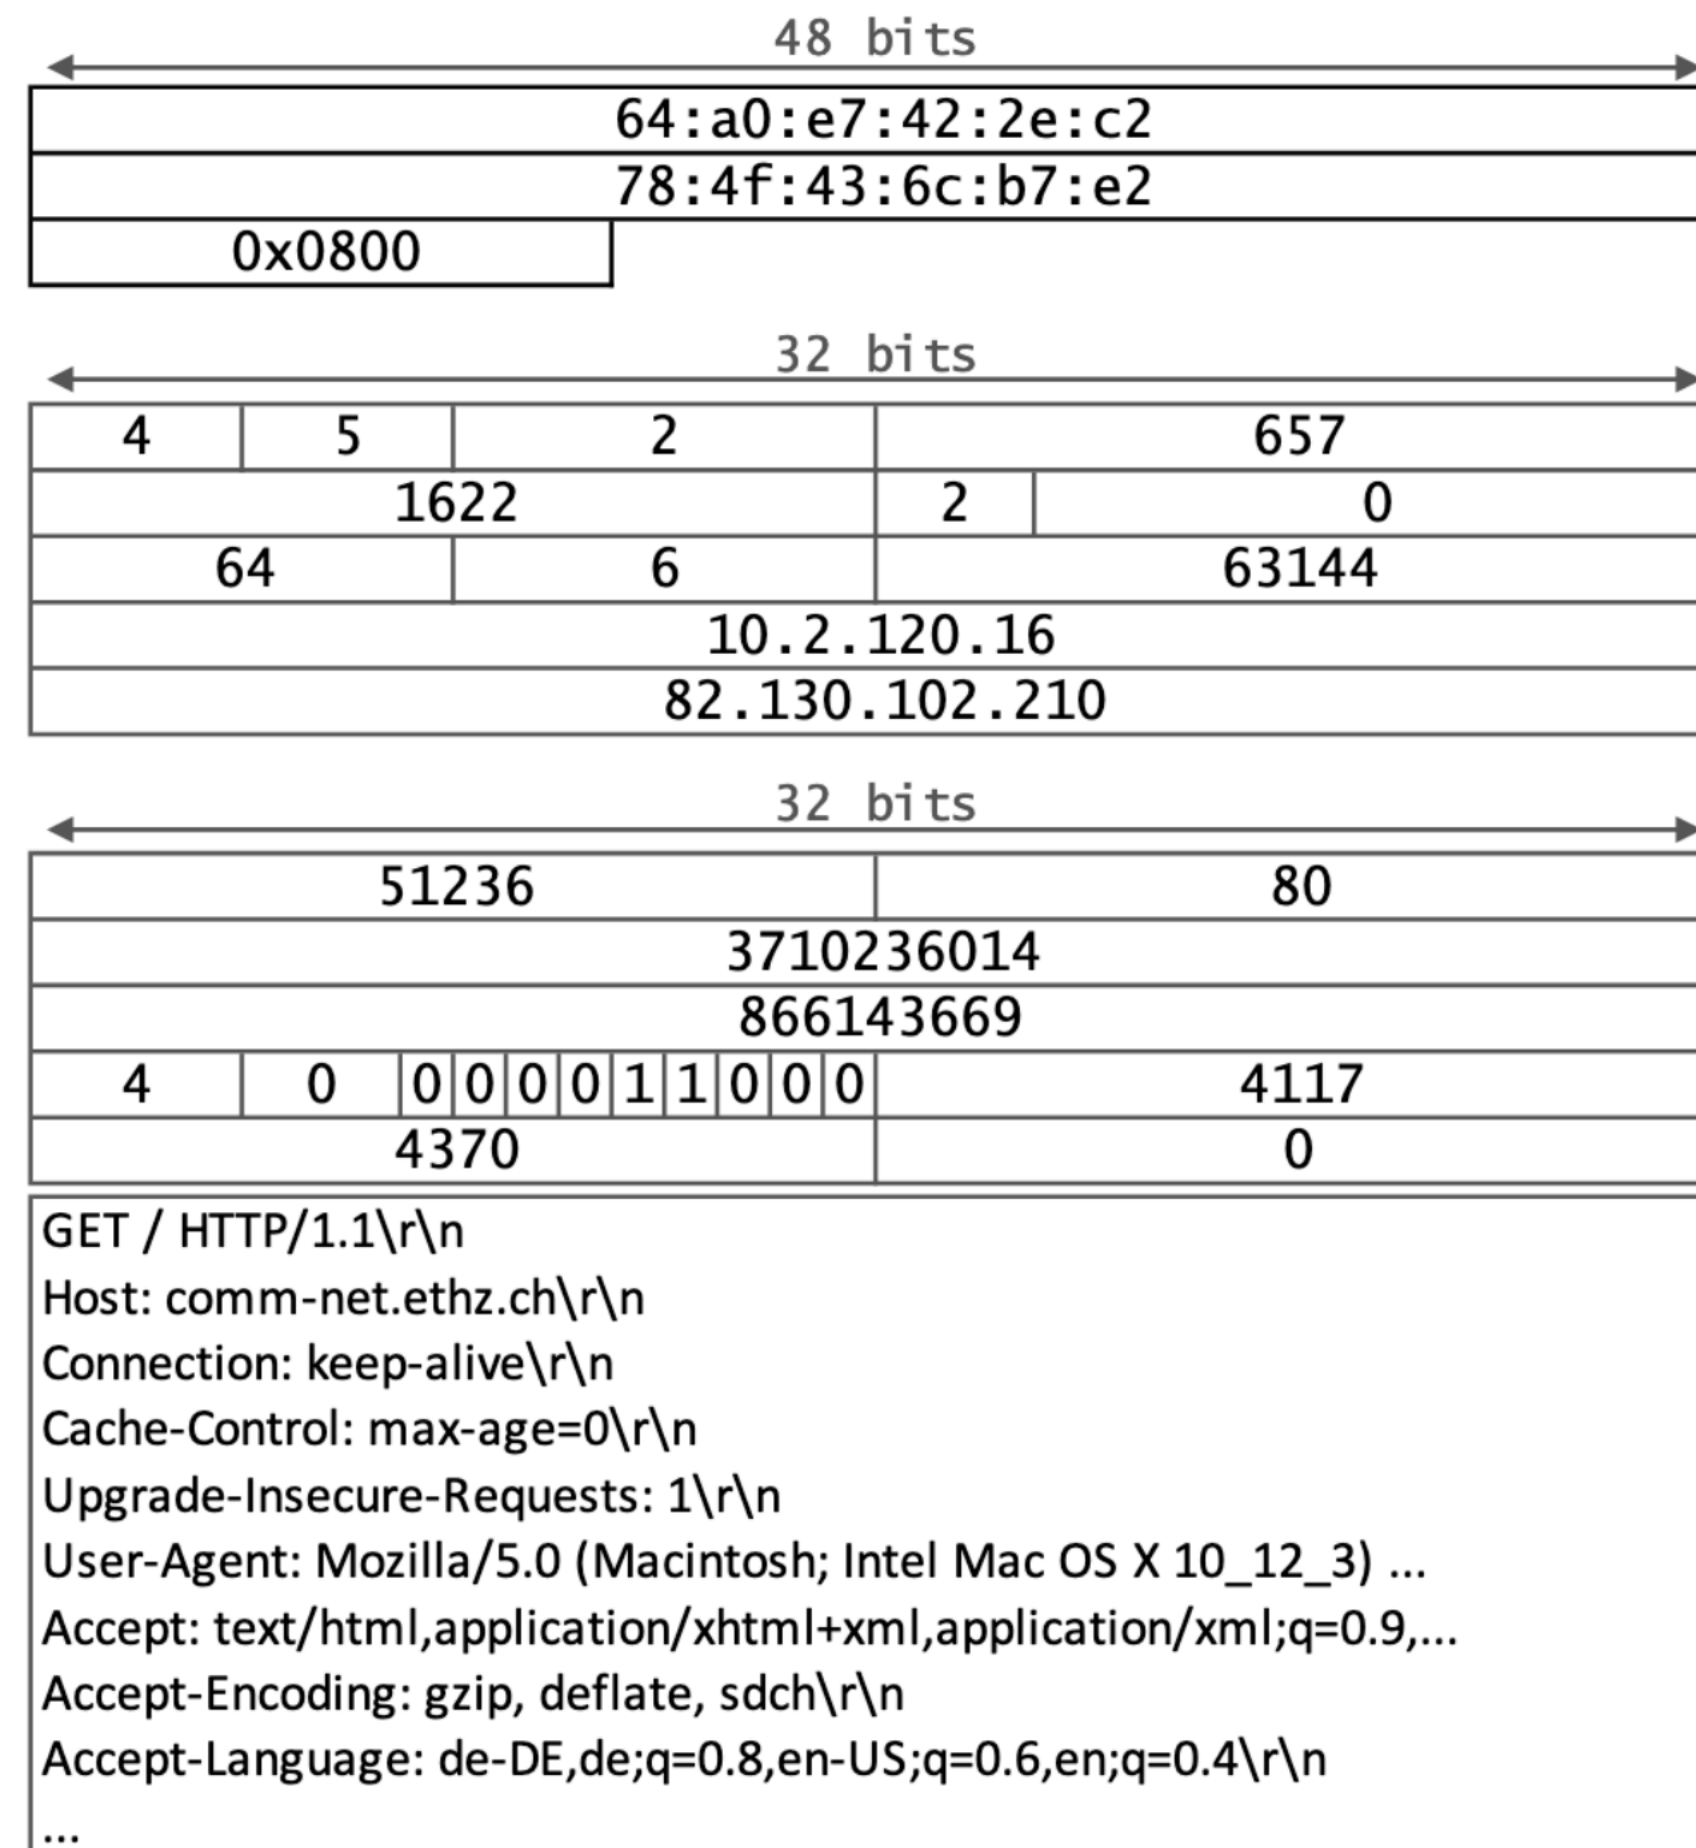 48 bits
64:a0:e7:42:2e:c2
78:4f:43:6c:b7:e2
0x0800
32 bits
4 5 2 657
1622 2 0
64 6 63144
10.2.120.16
82.130.102.210
32 bits
51236 80
3710236014
866143669
4 0 0 0 0 0 1 1 0 0 0 4117
4370 0
GET / HTTP/1.1\r\n
Host: comm-net.ethz.ch\r\n
Connection: keep-alive\r\n
Cache-Control: max-age=0\r\n
Upgrade-Insecure-Requests: 1\r\n
User-Agent: Mozilla/5.0 (Macintosh; Intel Mac OS X 10_12_3) ...
Accept: text/html,application/xhtml+xml,application/xml;q=0.9,...
Accept-Encoding: gzip, deflate, sdch\r\n
Accept-Language: de-DE,de;q=0.8,en-US;q=0.6,en;q=0.4\r\n
...